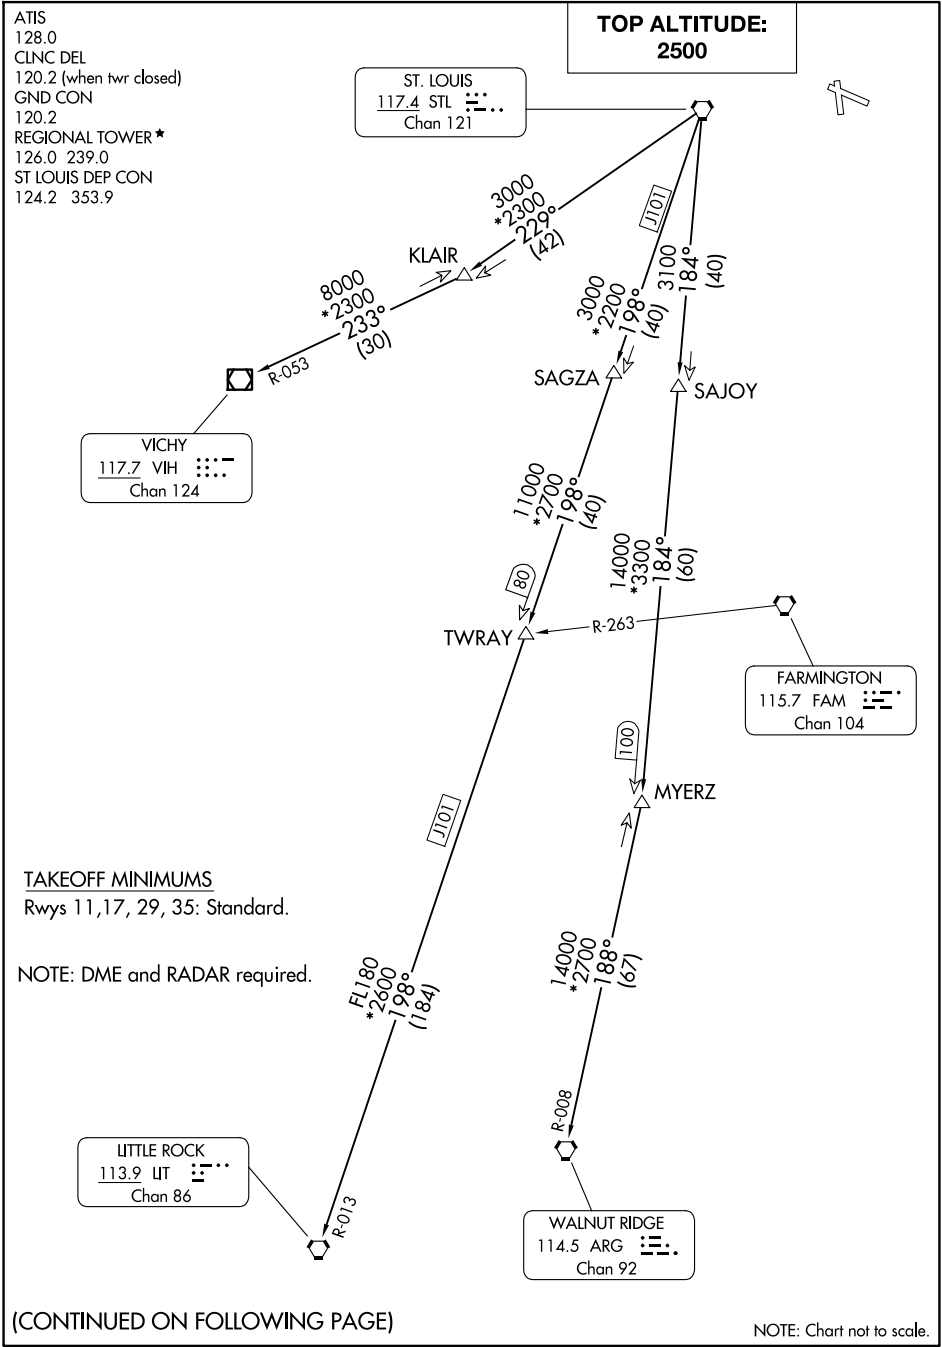 ATIS
128.0
CLNC DEL
120.2 (when twr closed)
GND CON
120.2
REGIONAL TOWER★
126.0 239.0
ST LOUIS DEP CON
124.2 353.9
TOP ALTITUDE:
2500
ST. LOUIS
117.4 STL
Chan 121
3000
*2300
229°
(42)
KLAIR
8000
*2300
233°
(30)
R-053
VICHY
117.7 VIH
Chan 124
J101
3000
*2200
198°
(40)
3100
184°
(40)
SAGZA
SAJOY
11000
*2700
198°
(40)
14000
*3300
184°
(60)
80
TWRAY
R-263
FARMINGTON
115.7 FAM
Chan 104
100
MYERZ
J101
TAKEOFF MINIMUMS
Rwys 11,17, 29, 35: Standard.
NOTE: DME and RADAR required.
FL180
*2600
198°
(184)
14000
*2700
188°
(67)
R-008
LITTLE ROCK
113.9 LIT
Chan 86
R-013
WALNUT RIDGE
114.5 ARG
Chan 92
(CONTINUED ON FOLLOWING PAGE)
NOTE: Chart not to scale.